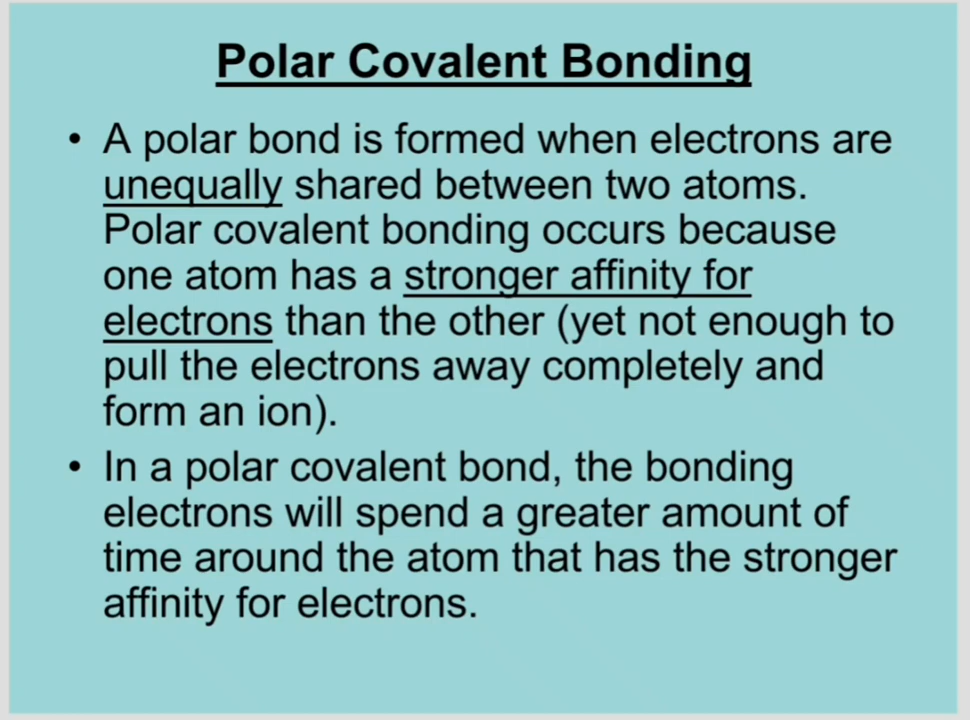 Polar Covalent Bonding
• A polar bond is formed when electrons are
unequally shared between two atoms.
Polar covalent bonding occurs because
one atom has a stronger affinity for
electrons than the other (yet not enough to
pull the electrons away completely and
form an ion).
• In a polar covalent bond, the bonding
electrons will spend a greater amount of
time around the atom that has the stronger
affinity for electrons.